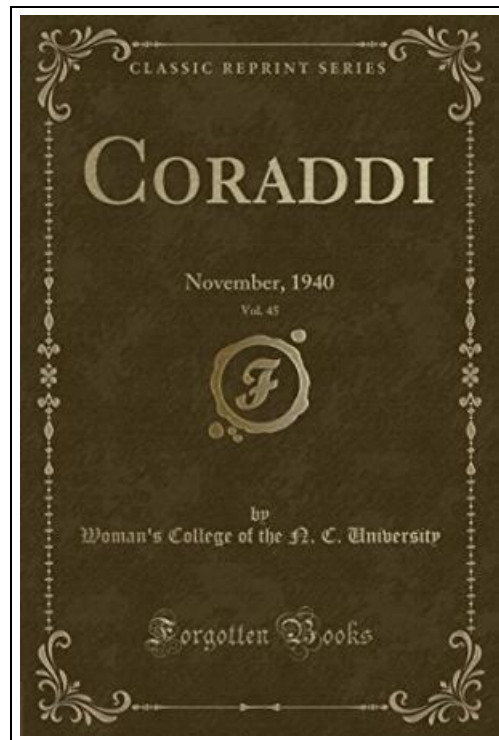 CLASSIC REPRINT SERIES
CORADDI
November, 1940
Vol. 45
F
by
Woman's College of the N. C. University
Forgotten Books